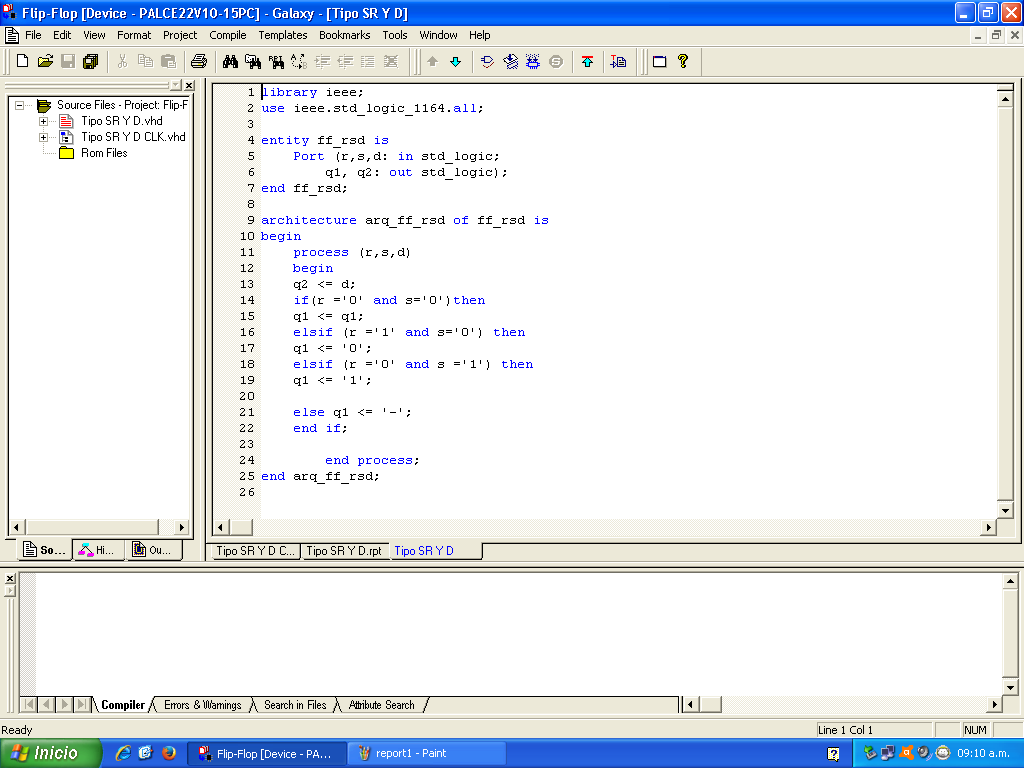 Flip-Flop [Device - PALCE22V10-15PC] - Galaxy - [Tipo SR Y D]
File Edit View Format Project Compile Templates Bookmarks Tools Window Help
Source Files - Project: Flip-F
Tipo SR Y D.vhd
Tipo SR Y D CLK.vhd
Rom Files
So... Hi... Ou...
1 library ieee;
2 use ieee.std_logic_1164.all;
3
4 entity ff_rsd is
5 Port (r,s,d: in std_logic;
6 q1, q2: out std_logic);
7 end ff_rsd;
8
9 architecture arq_ff_rsd of ff_rsd is
10 begin
11 process (r,s,d)
12 begin
13 q2 <= d;
14 if(r ='0' and s='0')then
15 q1 <= q1;
16 elsif (r ='1' and s='0') then
17 q1 <= '0';
18 elsif (r ='0' and s ='1') then
19 q1 <= '1';
20
21 else q1 <= '-';
22 end if;
23
24 end process;
25 end arq_ff_rsd;
26
Tipo SR Y D C... Tipo SR Y D.rpt Tipo SR Y D
Compiler Errors & Warnings Search in Files Attribute Search
Ready Line 1 Col 1 NUM
Inicio Flip-Flop [Device - PA... report1 - Paint 09:10 a.m.